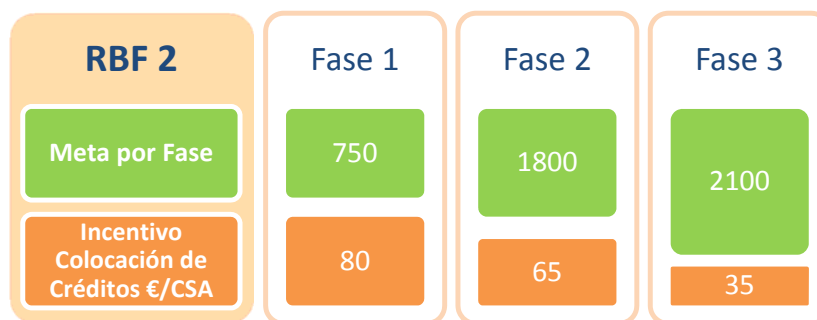 RBF 2
Fase 1
Fase 2
Fase 3
Meta por Fase
750
1800
2100
Incentivo
Colocación de
Créditos €/CSA
80
65
35